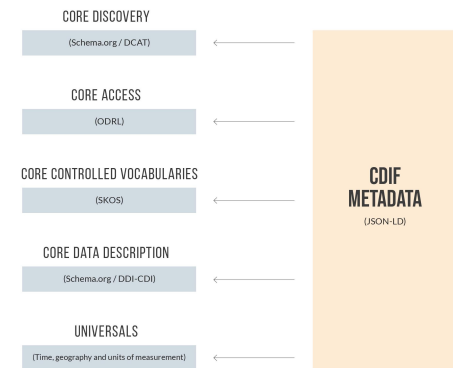 CORE DISCOVERY
(Schema.org / DCAT)
CORE ACCESS
(ODRL)
CORE CONTROLLED VOCABULARIES
(SKOS)
CORE DATA DESCRIPTION
(Schema.org / DDI-CDI)
UNIVERSALS
(Time, geography and units of measurement)
CDIF
METADATA
(JSON-LD)